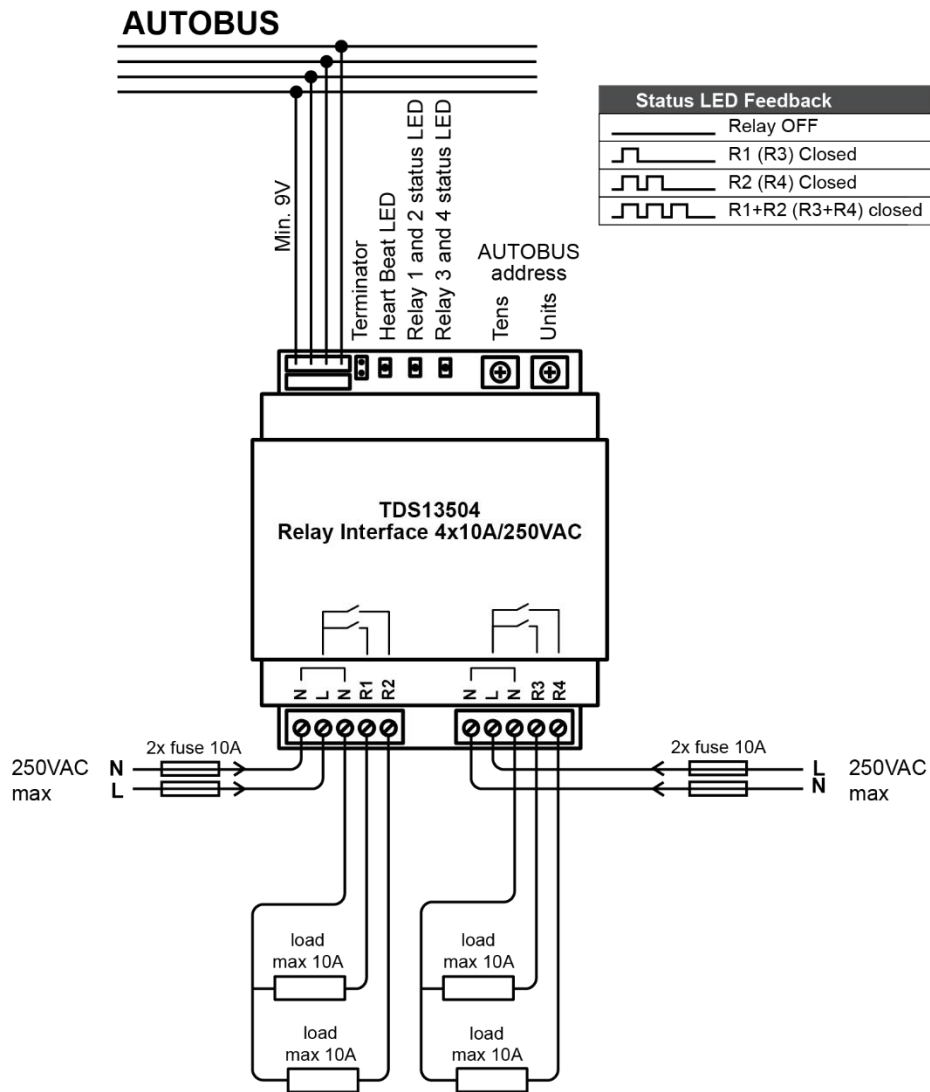 AUTOBUS
Status LED Feedback
Relay OFF
R1 (R3) Closed
R2 (R4) Closed
R1+R2 (R3+R4) closed
Min. 9V
Terminator
Heart Beat LED
Relay 1 and 2 status LED
Relay 3 and 4 status LED
AUTOBUS
address
Tens
Units
TDS13504
Relay Interface 4x10A/250VAC
N L N R1 R2
N L N R3 R4
250VAC
max
N
L
2x fuse 10A
2x fuse 10A
L
N
250VAC
max
load
max 10A
load
max 10A
load
max 10A
load
max 10A